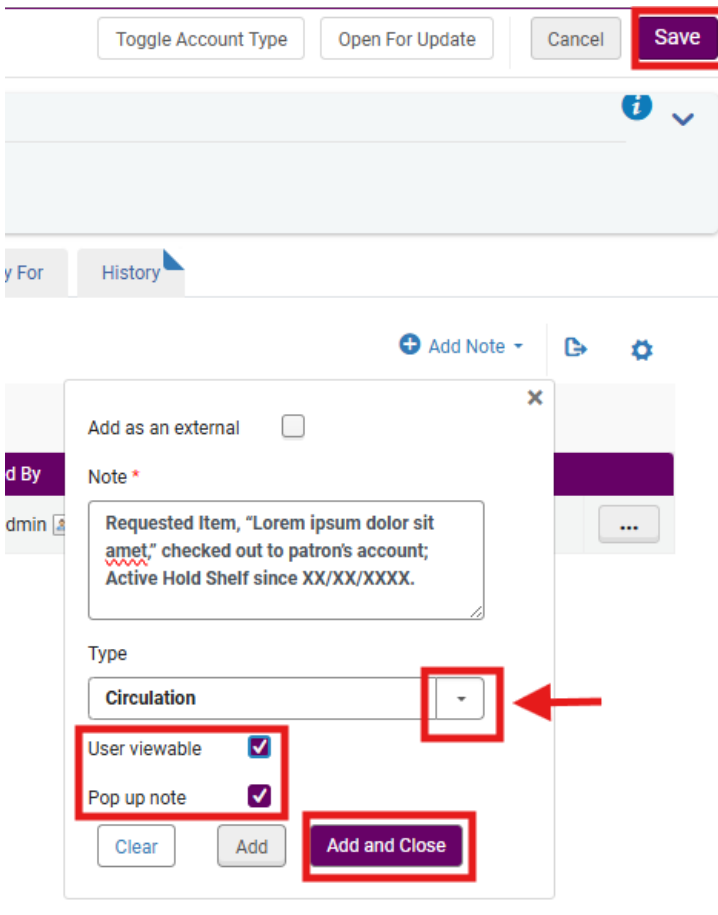 Toggle Account Type Open For Update Cancel Save
y For History
Add Note
Add as an external
d By
Note *
dmin
Requested Item, “Lorem ipsum dolor sit
amet,” checked out to patron's account;
Active Hold Shelf since XX/XX/XXXX.
...
Type
Circulation
User viewable
Pop up note
Clear Add Add and Close